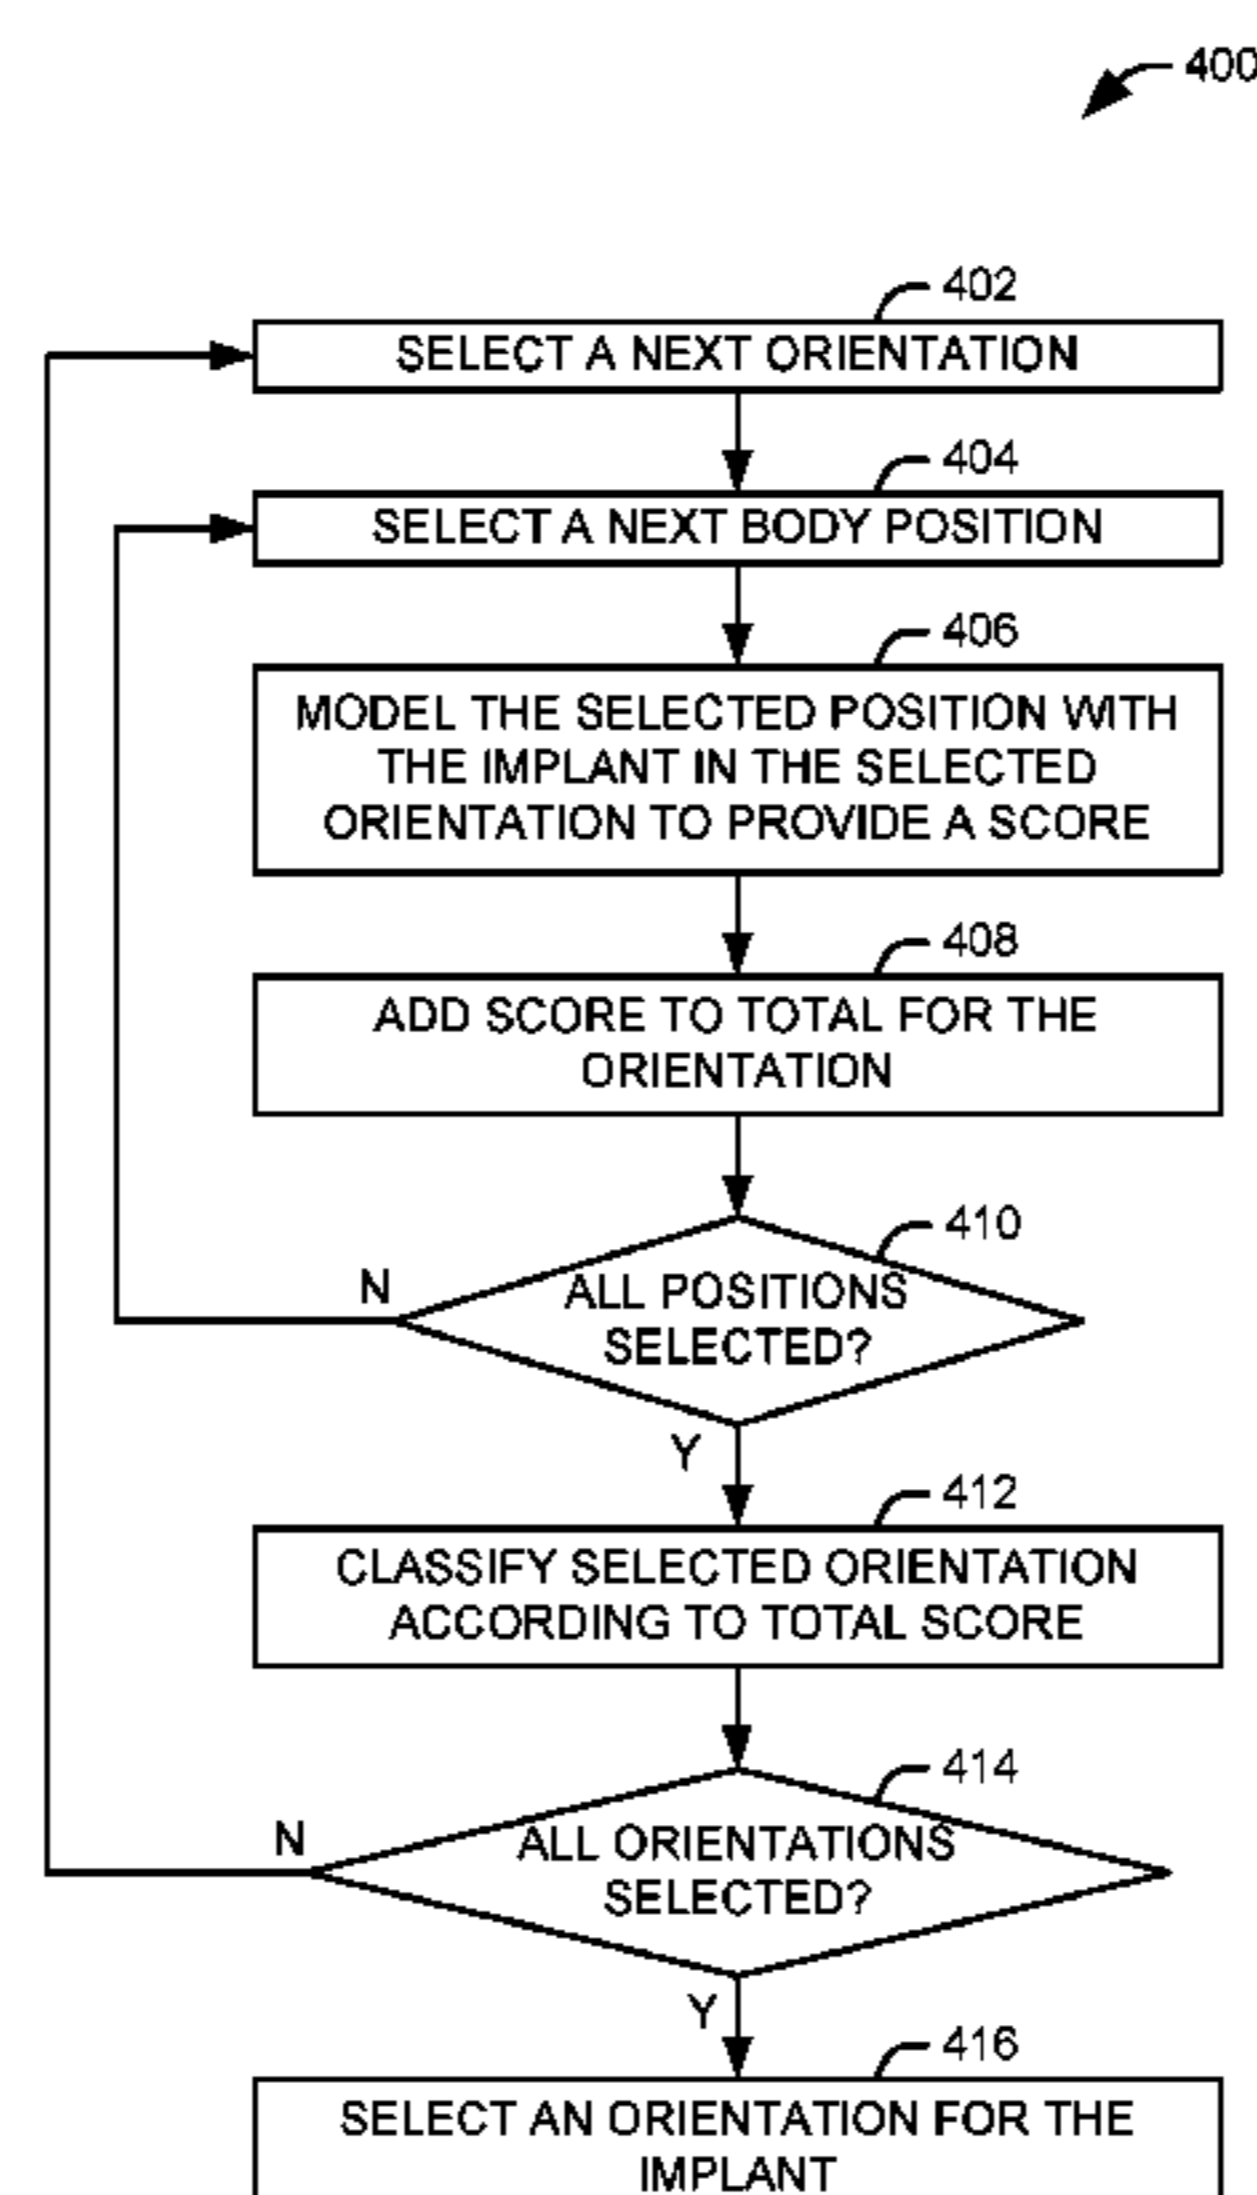 400
402
SELECT A NEXT ORIENTATION
404
SELECT A NEXT BODY POSITION
406
MODEL THE SELECTED POSITION WITH
THE IMPLANT IN THE SELECTED
ORIENTATION TO PROVIDE A SCORE
408
ADD SCORE TO TOTAL FOR THE
ORIENTATION
410
N
ALL POSITIONS
SELECTED?
Y
412
CLASSIFY SELECTED ORIENTATION
ACCORDING TO TOTAL SCORE
414
N
ALL ORIENTATIONS
SELECTED?
Y
416
SELECT AN ORIENTATION FOR THE
IMPLANT